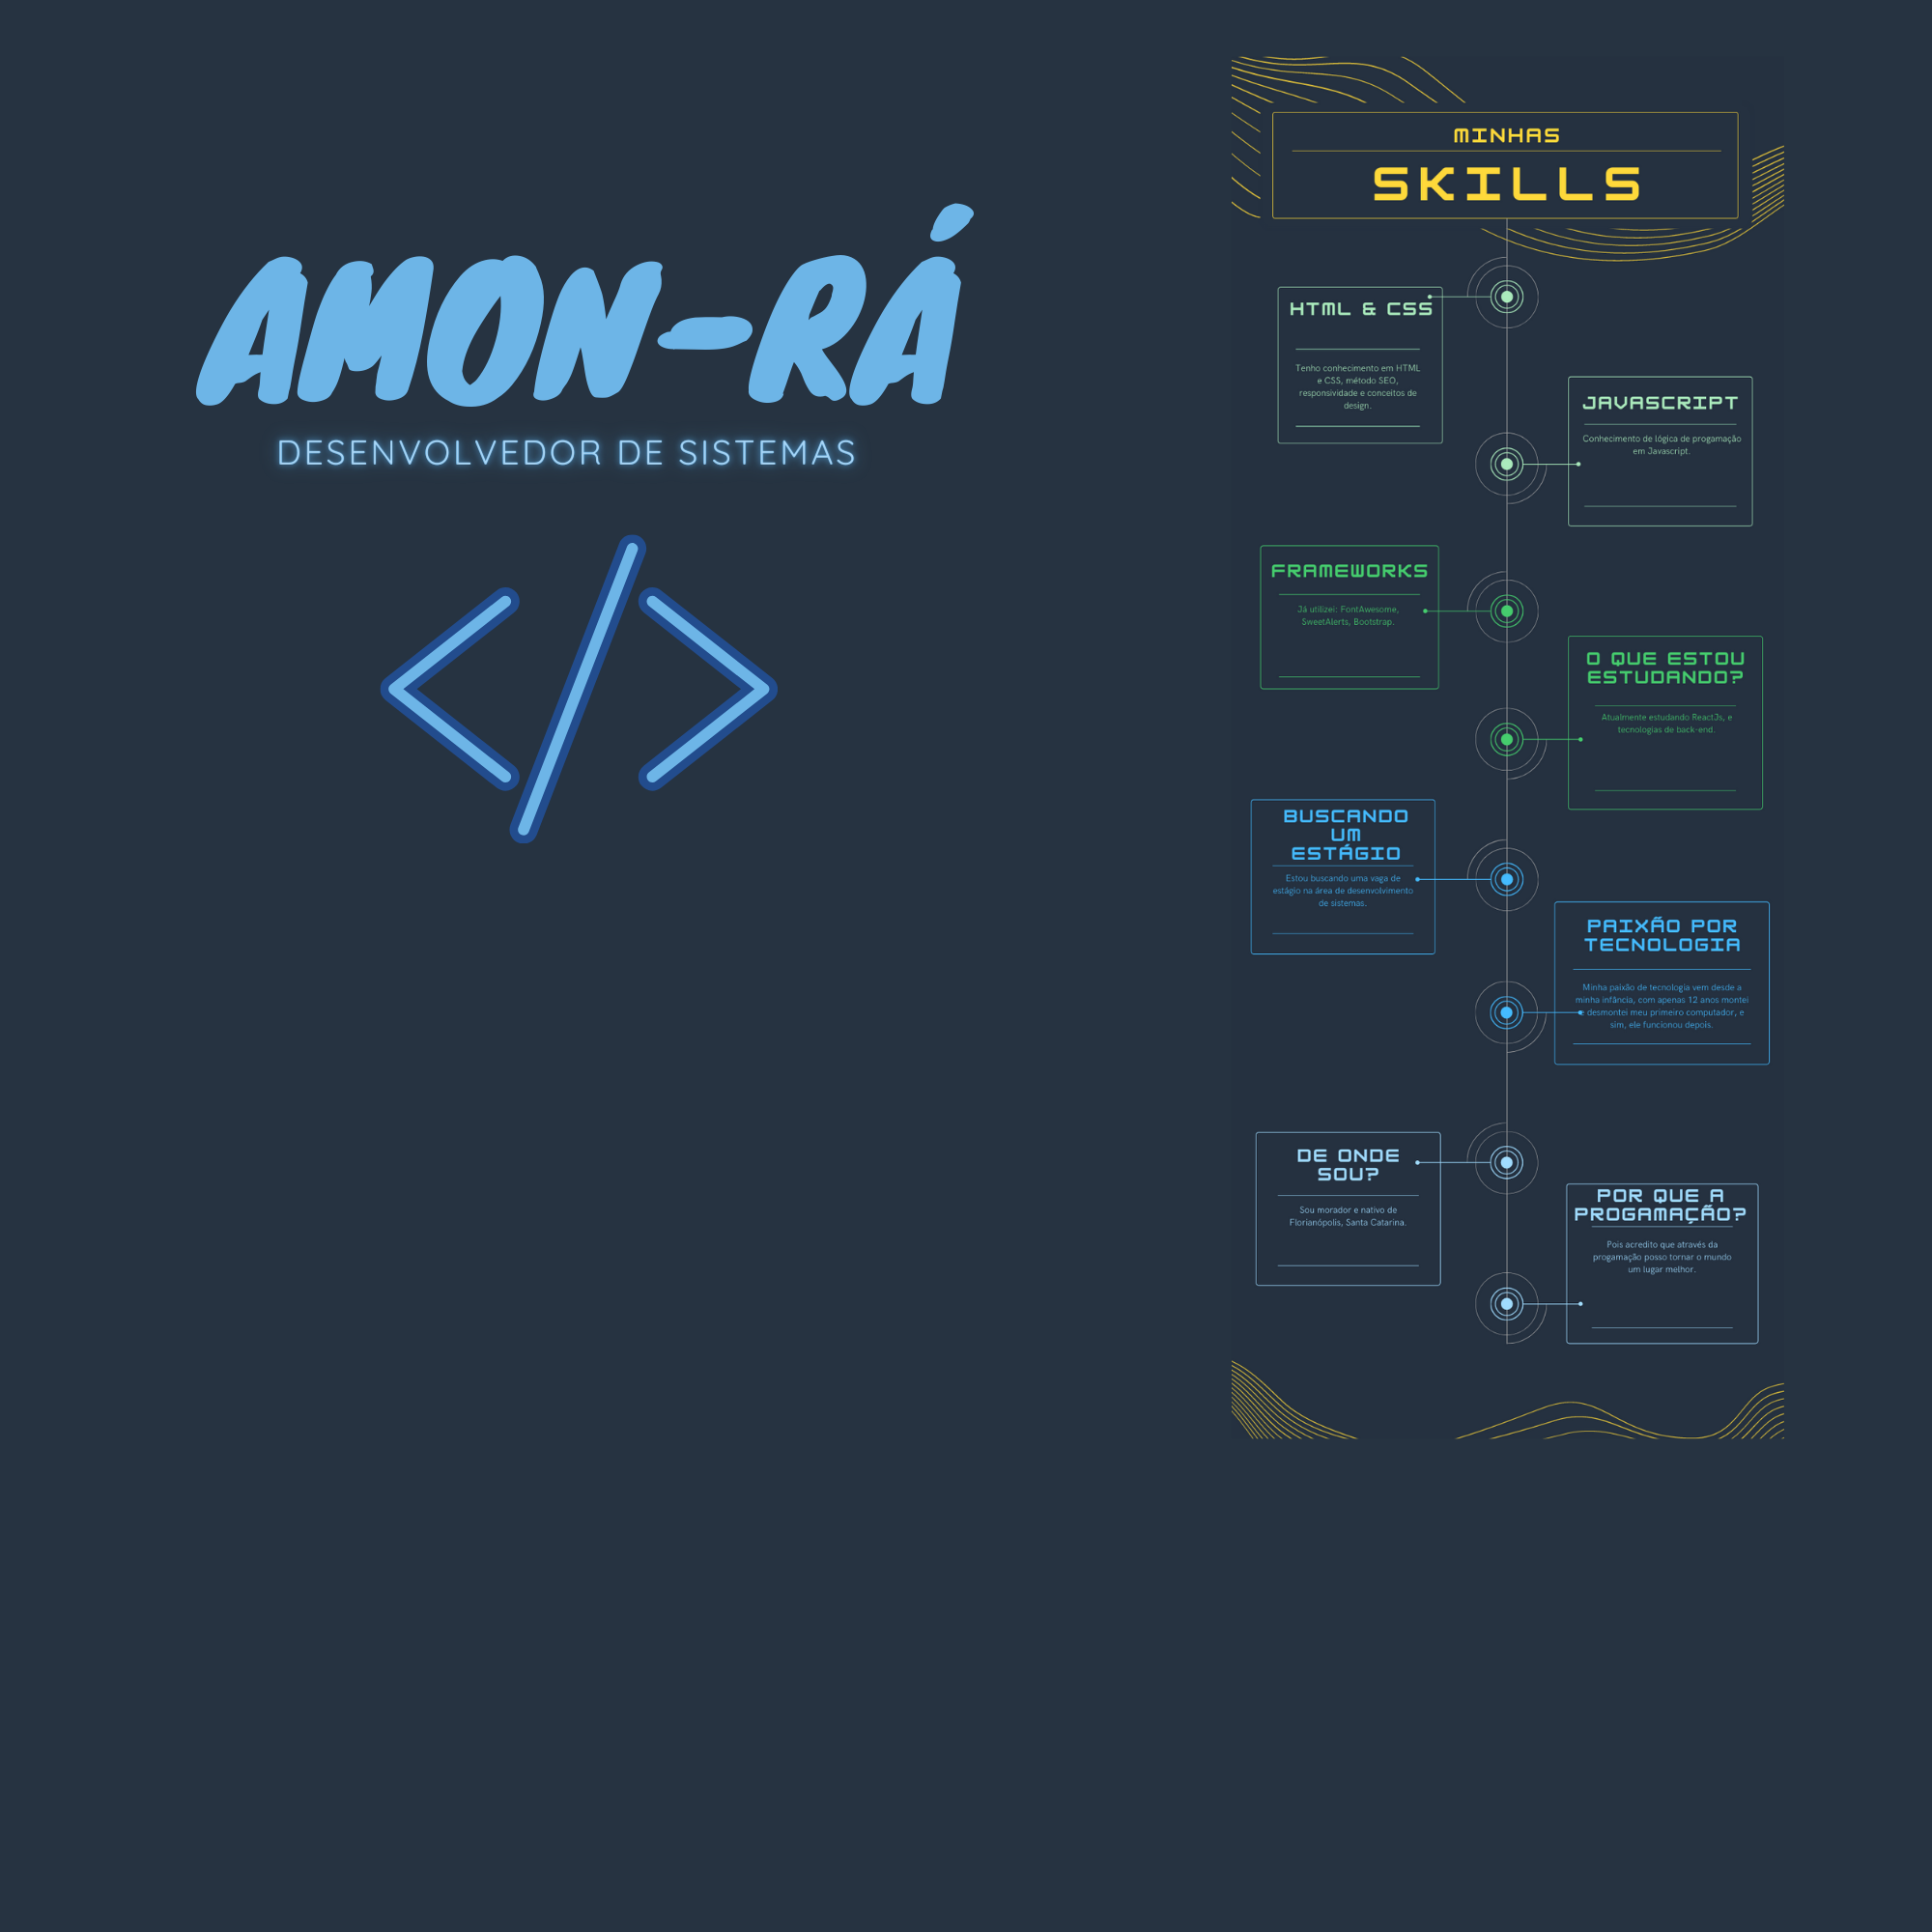 AMON-RÁ
DESENVOLVEDOR DE SISTEMAS
</>
MINHAS
SKILLS
HTML & CSS
Tenho conhecimento em HTML
e CSS, método SEO,
responsividade e conceitos de
design.
JAVASCRIPT
Conhecimento de lógica de progamação
em Javascript.
FRAMEWORKS
Já utilizei: FontAwesome,
SweetAlerts, Bootstrap.
O QUE ESTOU
ESTUDANDO?
Atualmente estudando ReactJs, e
tecnologias de back-end.
BUSCANDO
UM
ESTÁGIO
Estou buscando uma vaga de
estágio na área de desenvolvimento
de sistemas.
PAIXÃO POR
TECNOLOGIA
Minha paixão de tecnologia vem desde a
minha infância, com apenas 12 anos montei
e desmontei meu primeiro computador, e
sim, ele funcionou depois.
DE ONDE
SOU?
Sou morador e nativo de
Florianópolis, Santa Catarina.
POR QUE A
PROGAMAÇÃO?
Pois acredito que através da
progamação posso tornar o mundo
um lugar melhor.